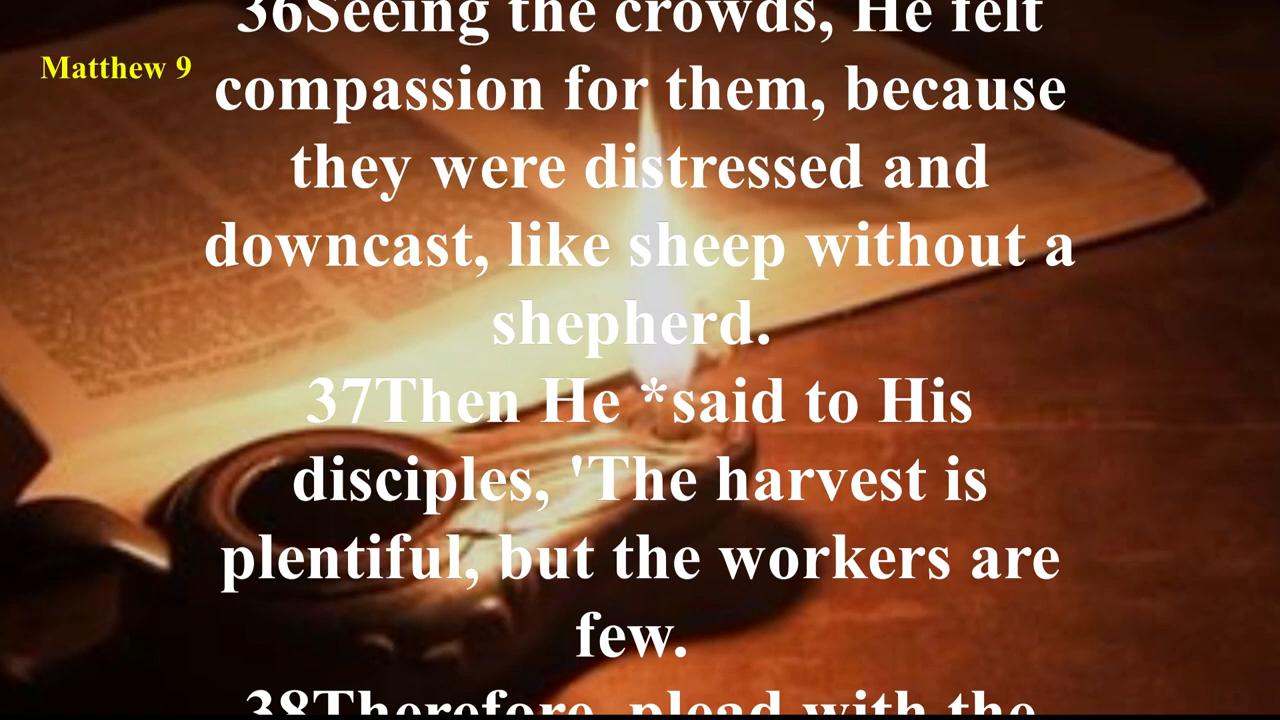 36Seeing the crowds, He felt
Matthew 9
compassion for them, because
they were distressed and
downcast, like sheep without a
shepherd.
37Then He *said to His
disciples, 'The harvest is
plentiful, but the workers are
few.
38Therefore, plead with the